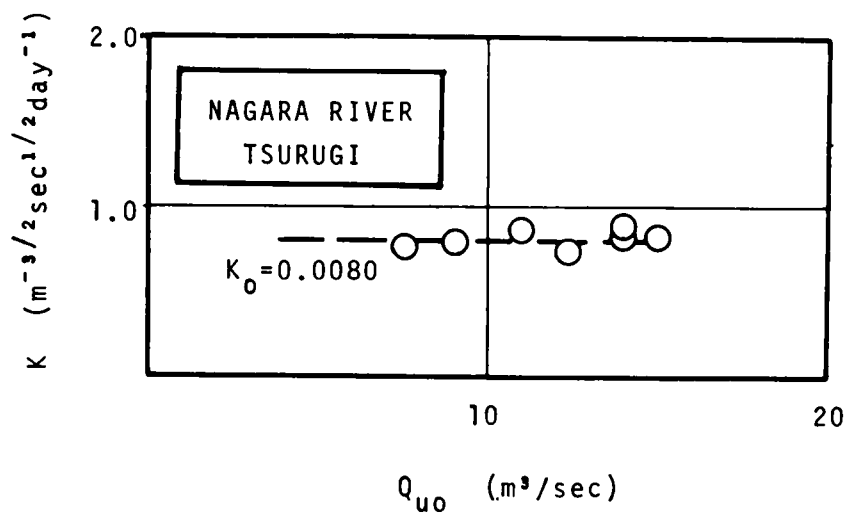 2.0
NAGARA RIVER
TSURUGI
1.0
K₀=0.0080
K (m⁻³/²sec¹/²day⁻¹)
10 20
Q_uo (m³/sec)